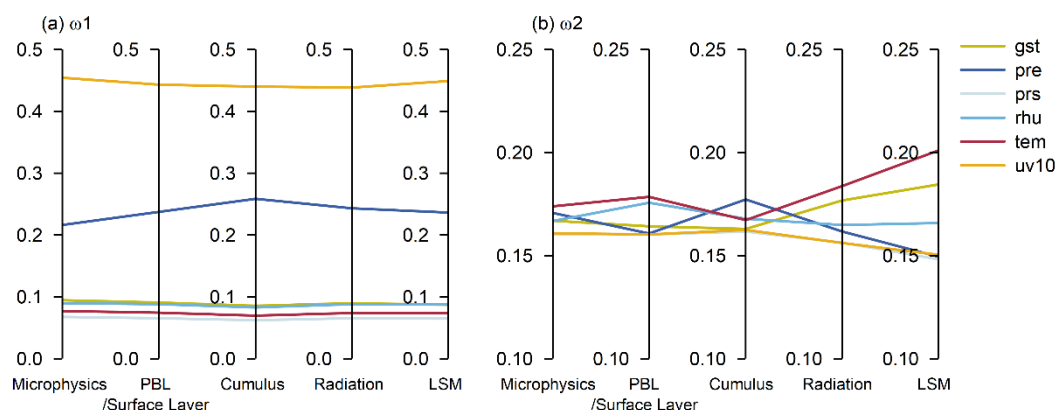 (a) ω1
(b) ω2
0.5 0.5 0.5 0.5 0.5
0.4 0.4 0.4 0.4 0.4
0.3 0.3 0.3 0.3 0.3
0.2 0.2 0.2 0.2 0.2
0.1 0.1 0.1 0.1 0.1
0.0 0.0 0.0 0.0 0.0
Microphysics PBL Cumulus Radiation LSM
/Surface Layer
0.25 0.25 0.25 0.25 0.25
0.20 0.20 0.20 0.20 0.20
0.15 0.15 0.15 0.15 0.15
0.10 0.10 0.10 0.10 0.10
Microphysics PBL Cumulus Radiation LSM
/Surface Layer
gst
pre
prs
rhu
tem
uv10